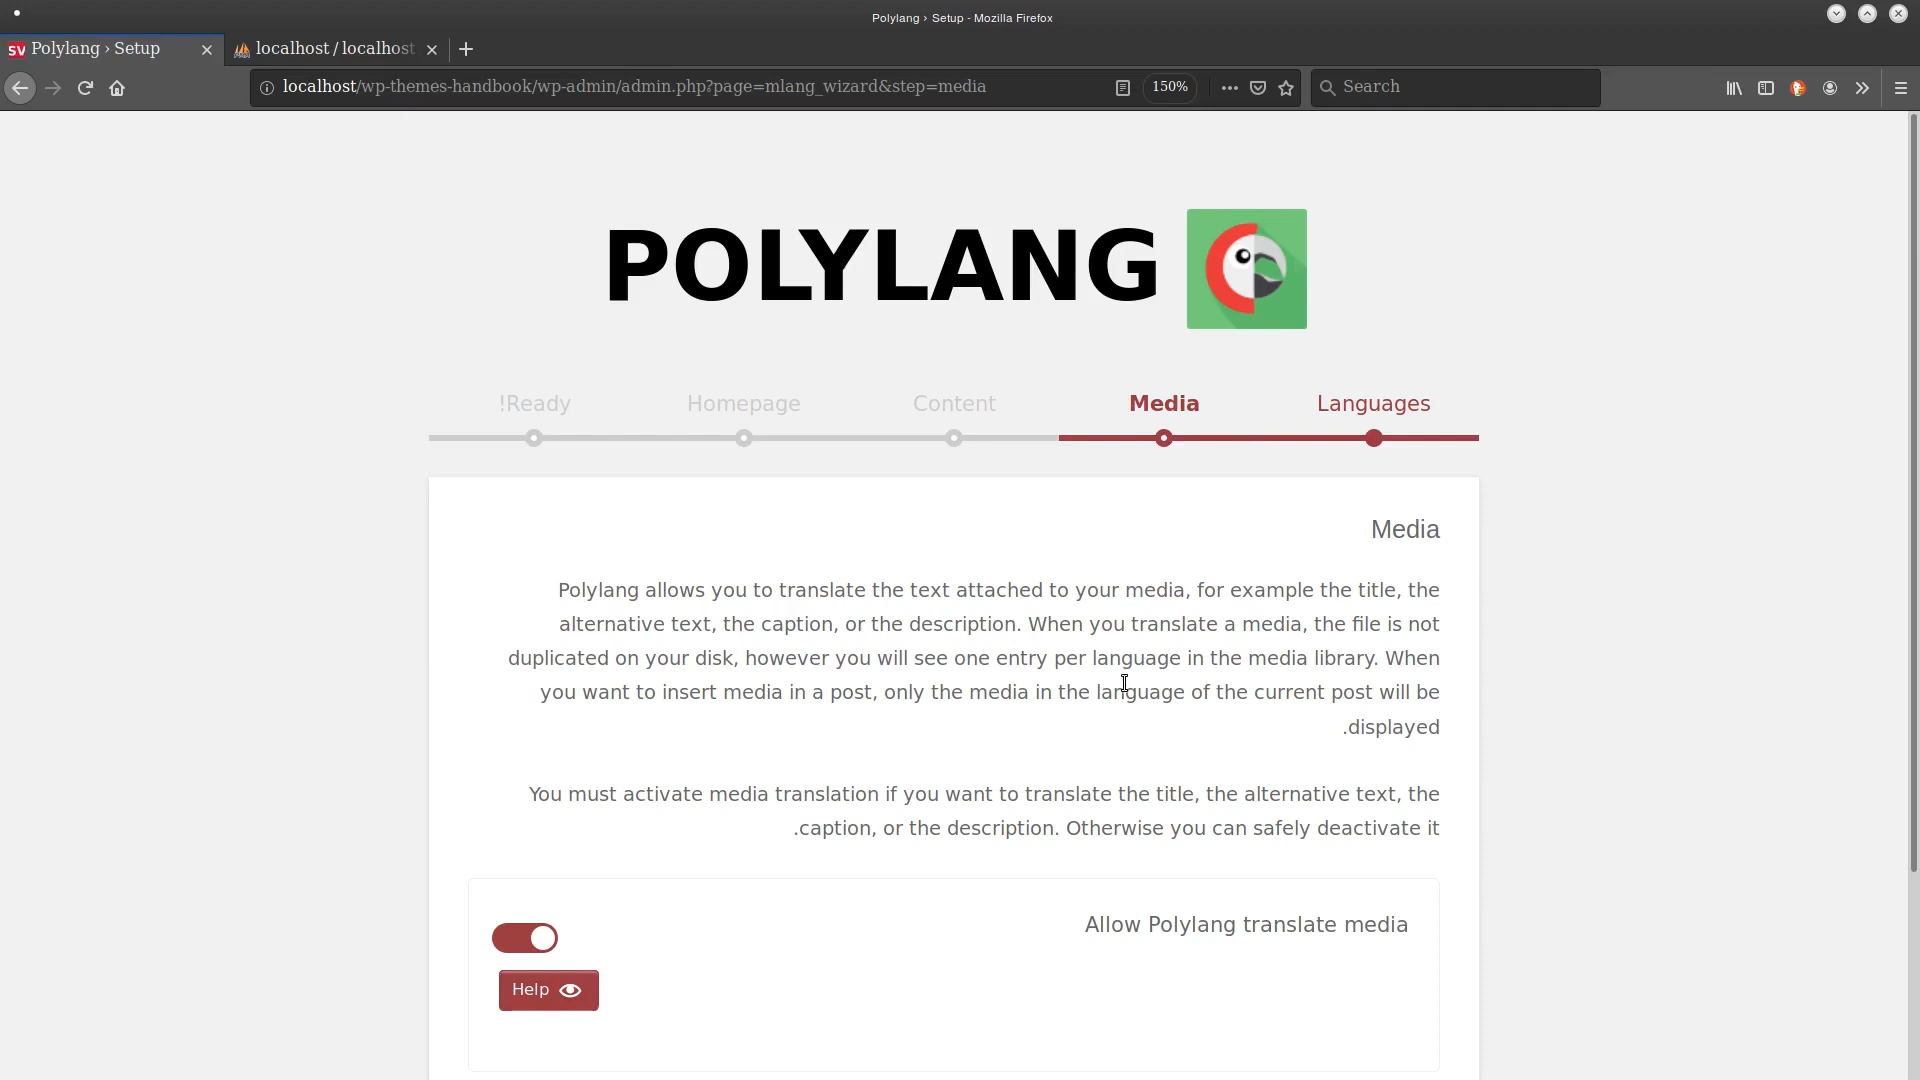 Polylang › Setup - Mozilla Firefox
SV Polylang › Setup
localhost / localhost
localhost/wp-themes-handbook/wp-admin/admin.php?page=mlang_wizard&step=media
150%
Search
POLYLANG
Languages
Media
Content
Homepage
!Ready
Media
Polylang allows you to translate the text attached to your media, for example the title, the
alternative text, the caption, or the description. When you translate a media, the file is not
duplicated on your disk, however you will see one entry per language in the media library. When
you want to insert media in a post, only the media in the language of the current post will be
.displayed
You must activate media translation if you want to translate the title, the alternative text, the
.caption, or the description. Otherwise you can safely deactivate it
Allow Polylang translate media
Help